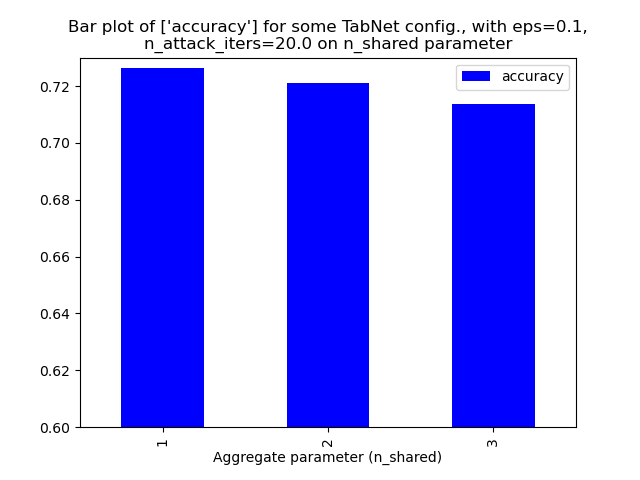 Bar plot of ['accuracy'] for some TabNet config., with eps=0.1,
n_attack_iters=20.0 on n_shared parameter
accuracy
0.72
0.70
0.68
0.66
0.64
0.62
0.60
1
2
3
Aggregate parameter (n_shared)